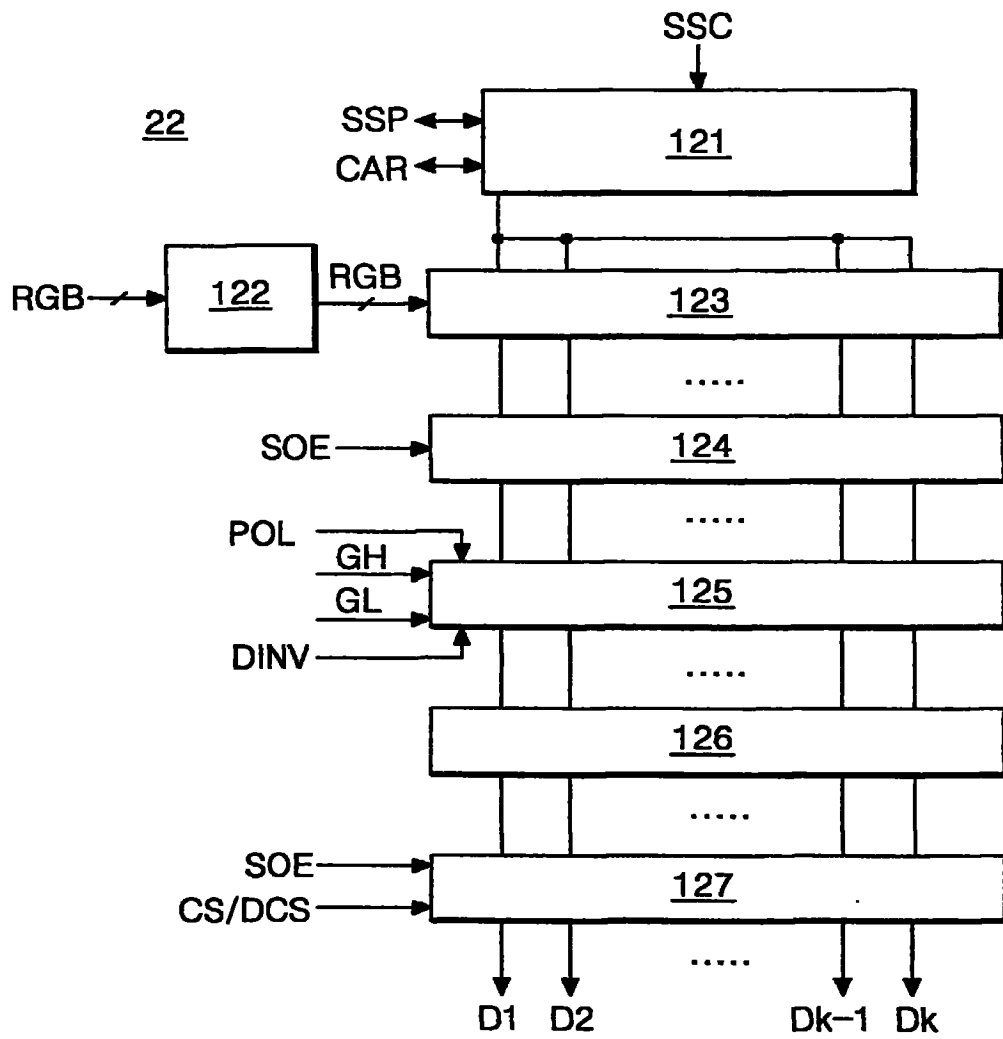 SSC
22
SSP
121
CAR
RGB
122
RGB
123
.....
SOE
124
.....
POL
GH
125
GL
DINV
.....
126
.....
SOE
127
CS/DCS
.....
D1 D2 Dk-1 Dk